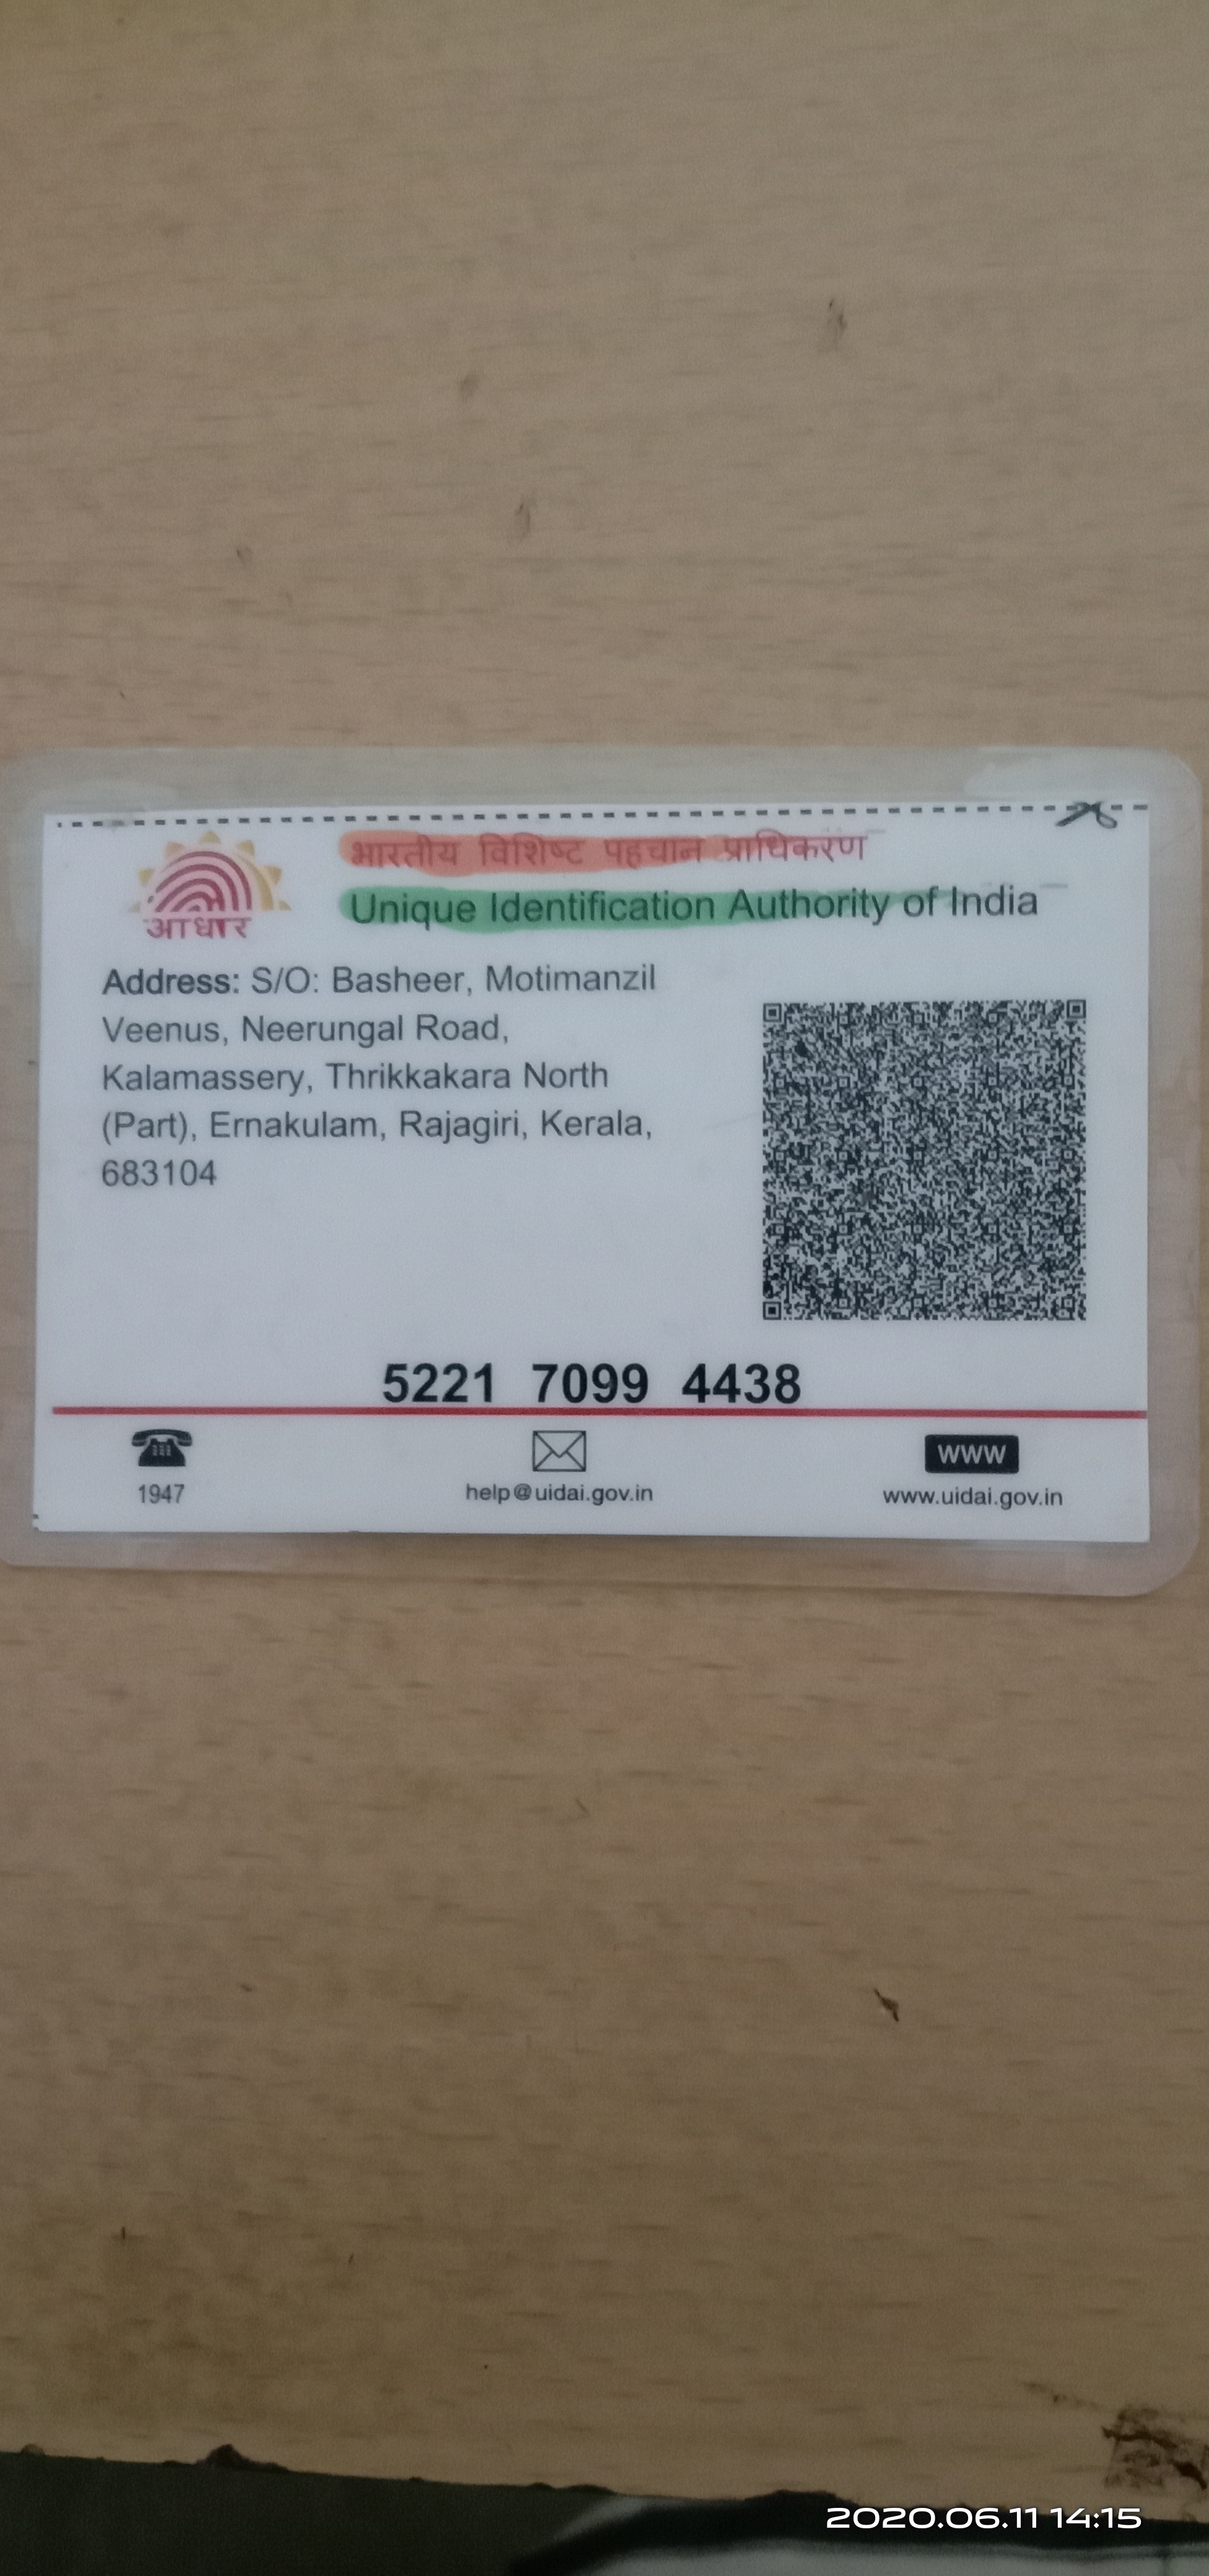 भारतीय विशिष्ट पहचान प्राधिकरण
Unique Identification Authority of India
आधार
Address: S/O: Basheer, Motimanzil
Veenus, Neerungal Road,
Kalamassery, Thrikkakara North
(Part), Ernakulam, Rajagiri, Kerala,
683104
5221 7099 4438
1947
help@uidai.gov.in
WWW
www.uidai.gov.in
2020.06.11 14:15